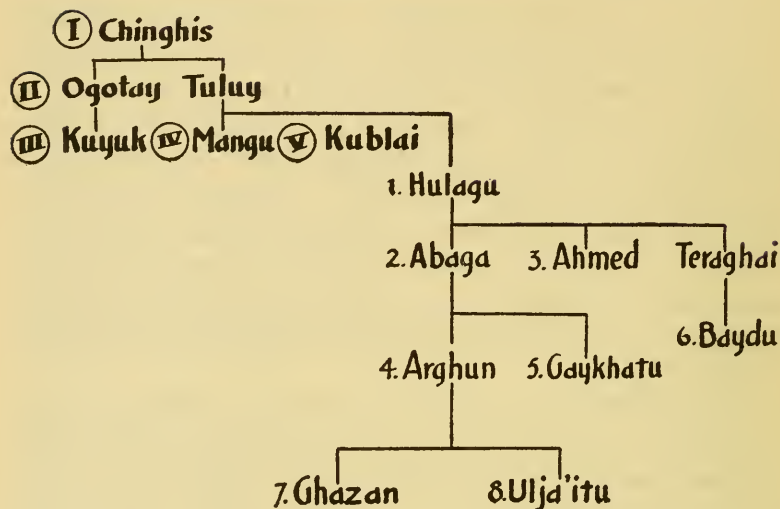 I Chinghis
II Ogotay Tuluy
III Kuyuk IV Mangu V Kublai
1. Hulagu
2. Abaga 3. Ahmed Teraghai
6. Baydu
4. Arghun 5. Gaykhatu
7. Ghazan 8. Ulja'itu